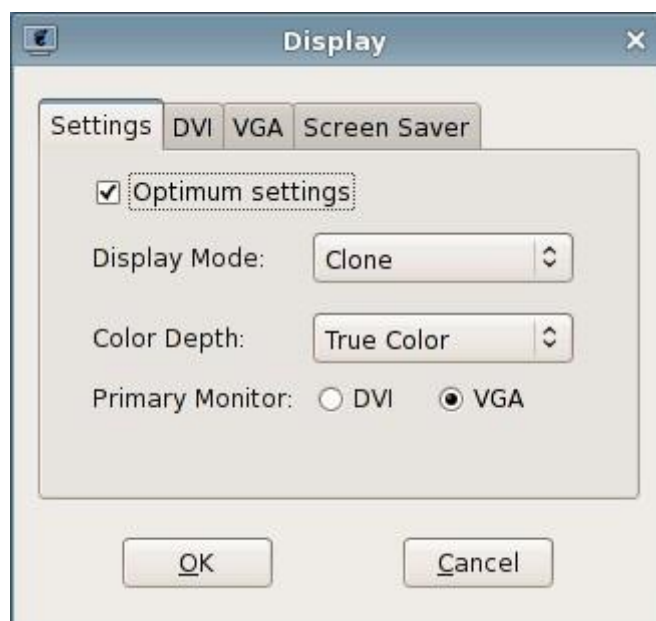 Display
Settings DVI VGA Screen Saver
Optimum settings
Display Mode: Clone
Color Depth: True Color
Primary Monitor: DVI VGA
OK Cancel